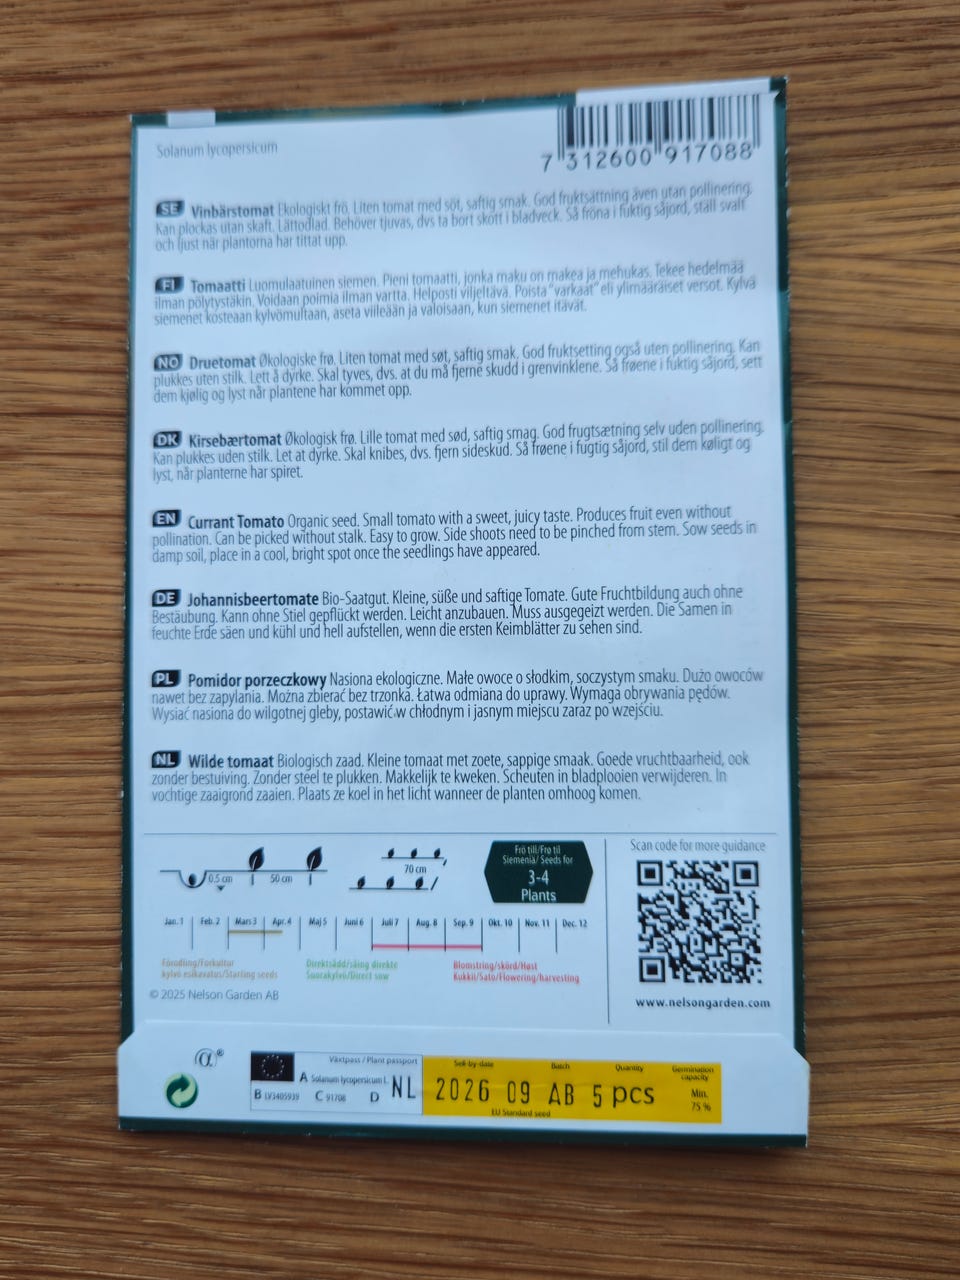 Solanum lycopersicum
7 312600 917088
SE Vinbärstomat Ekologiskt frö. Liten tomat med söt, saftig smak. God fruktsättning även utan pollinering.
Kan plockas utan skaft. Lättodlad. Behöver tjuvas, dvs ta bort skott i bladveck. Så fröna i fuktig såjord, ställ svalt
och ljust när plantorna har tittat upp.
FI Tomaatti Luomulaatuinen siemen. Pieni tomaatti, jonka maku on makea ja mehukas. Tekee hedelmää
ilman pölytystäkin. Voidaan poimia ilman vartta. Helposti viljeltävä. Poista "varkaat" eli ylimääräiset versot. Kylvä
siemenet kosteaan kylvömultaan, aseta viileään ja valoisaan, kun siemenet itävät.
NO Druetomat Økologiske frø. Liten tomat med søt, saftig smak. God fruktsetting også uten pollinering. Kan
plukkes uten stilk. Lett å dyrke. Skal tyves, dvs. at du må fjerne skudd i grenvinklene. Så frøene i fuktig såjord, sett
dem kjølig og lyst når plantene har kommet opp.
DK Kirsebærtomat Økologisk frø. Lille tomat med sød, saftig smag. God frugtsætning selv uden pollinering.
Kan plukkes uden stilk. Let at dyrke. Skal knibes, dvs. fjern sideskud. Så frøene i fugtig såjord, stil dem køligt og
lyst, når planterne har spiret.
EN Currant Tomato Organic seed. Small tomato with a sweet, juicy taste. Produces fruit even without
pollination. Can be picked without stalk. Easy to grow. Side shoots need to be pinched from stem. Sow seeds in
damp soil, place in a cool, bright spot once the seedlings have appeared.
DE Johannisbeertomate Bio-Saatgut. Kleine, süße und saftige Tomate. Gute Fruchtbildung auch ohne
Bestäubung. Kann ohne Stiel gepflückt werden. Leicht anzubauen. Muss ausgegeizt werden. Die Samen in
feuchte Erde säen und kühl und hell aufstellen, wenn die ersten Keimblätter zu sehen sind.
PL Pomidor porzeczkowy Nasiona ekologiczne. Małe owoce o słodkim, soczystym smaku. Dużo owoców
nawet bez zapylania. Można zbierać bez trzonka. Łatwa odmiana do uprawy. Wymaga obrywania pędów.
Wysiać nasiona do wilgotnej gleby, postawić w chłodnym i jasnym miejscu zaraz po wzejściu.
NL Wilde tomaat Biologisch zaad. Kleine tomaat met zoete, sappige smaak. Goede vruchtbaarheid, ook
zonder bestuiving. Zonder steel te plukken. Makkelijk te kweken. Scheuten in bladplooien verwijderen. In
vochtige zaaigrond zaaien. Plaats ze koel in het licht wanneer de planten omhoog komen.
0,5 cm
50 cm
70 cm
Frö till/Frø til
Siemeniä/Seeds for
3-4
Plants
Jan. 1 Feb. 2 Mars 3 Apr. 4 Maj 5 Juni 6 Juli 7 Aug. 8 Sep. 9 Okt. 10 Nov. 11 Dec. 12
Förodling/Forkultur
kylvö esikasvatus/Starting seeds
Direktsådd/såing direkte
Suorakylvö/Direct sow
Blomstring/skörd/Høst
Kukkii/Sato/Flowering/harvesting
© 2025 Nelson Garden AB
Scan code for more guidance
www.nelsongarden.com
α®
Växtpass / Plant passport
A Solanum lycopersicum L.
B LV3405939 C 91708 D NL
Sell-by-date Batch Quantity Germination
capacity
2026 09 AB 5 pcs
Min.
75 %
EU Standard seed